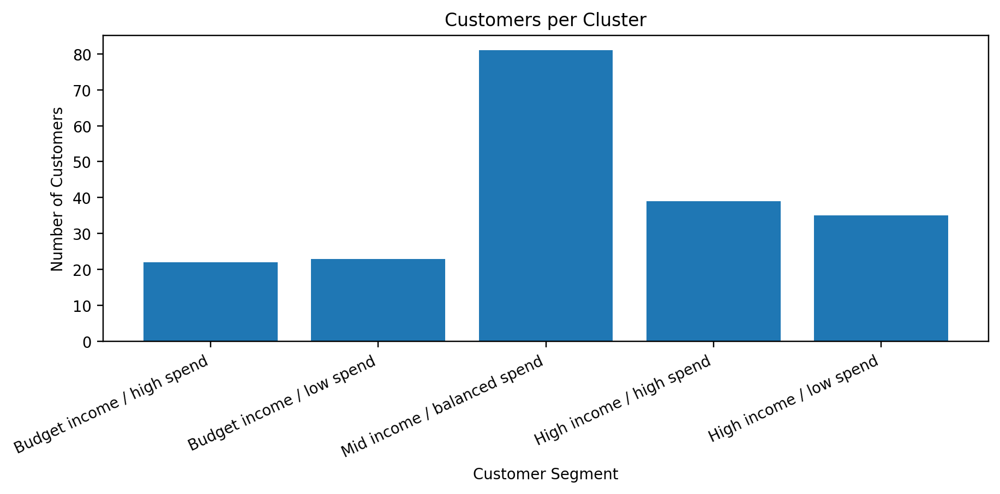 Customers per Cluster
Number of Customers
80
70
60
50
40
30
20
10
0
Budget income / high spend
Budget income / low spend
Mid income / balanced spend
High income / high spend
High income / low spend
Customer Segment